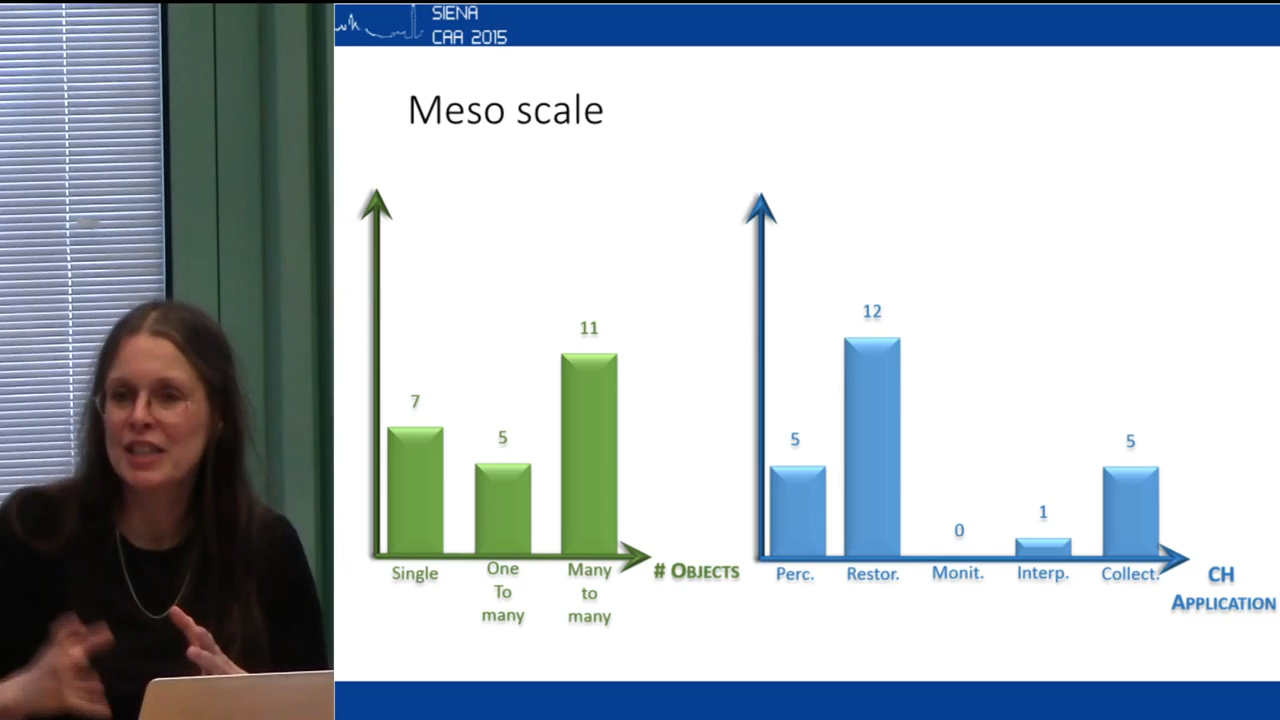 SIENA
CAA 2015
Meso scale
7
5
11
Single
One
To
many
Many
to
many
# OBJECTS
5
12
0
1
5
Perc.
Restor.
Monit.
Interp.
Collect.
CH
APPLICATION